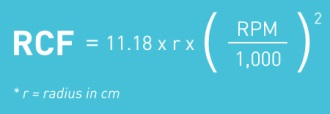 RCF = 11.18 x r x ( RPM / 1,000 )²
* r = radius in cm